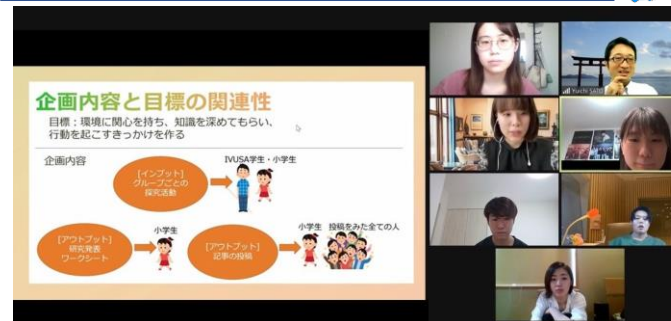 企画内容と目標の関連性
目標：環境に関心を持ち、知識を深めてもらい、
行動を起こすきっかけを作る
企画内容
[インプット]
グループごとの
探究活動
IVUSA学生・小学生
[アウトプット]
研究発表
ワークシート
小学生
[アウトプット]
記事の投稿
小学生 投稿をみた全ての人
Yuichi SATO